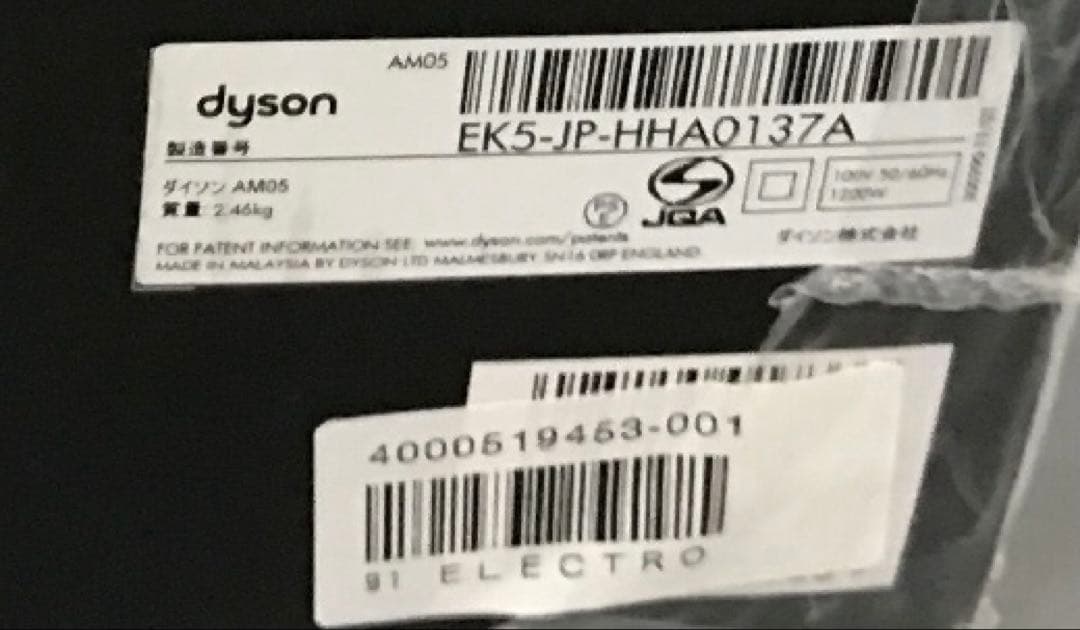 AM05
dyson
EK5-JP-HHA0137A
製造番号
ダイソン AM05
質量 2.46kg
PS
E
JQA
100V 50/60Hz
1200W
ダイソン株式会社
FOR PATENT INFORMATION SEE: www.dyson.com/patents
MADE IN MALAYSIA BY DYSON LTD MALMESBURY SN16 0RP ENGLAND
4000519453-001
91 ELECTRO